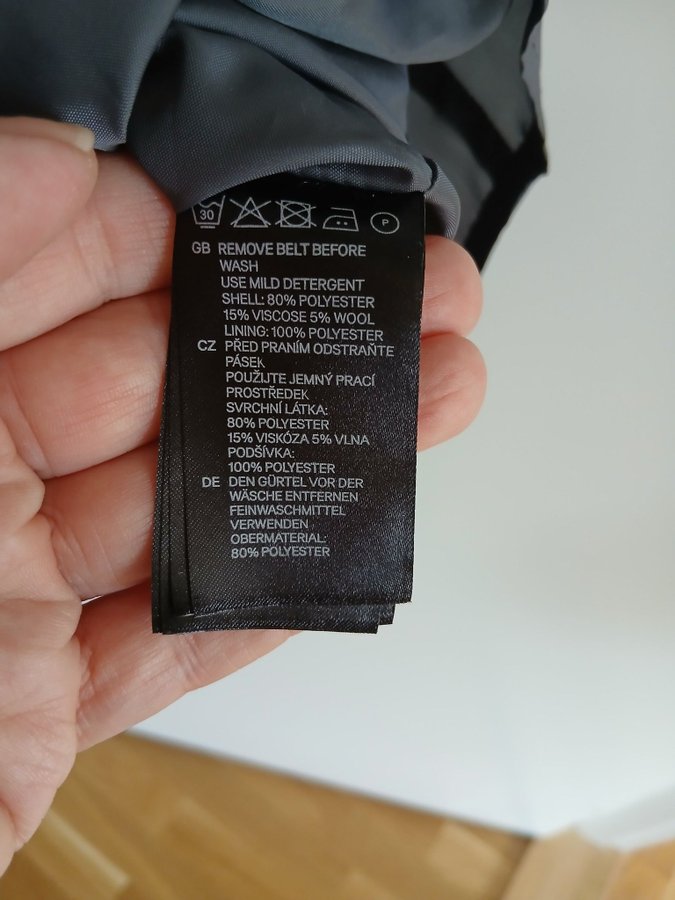 30
P
GB REMOVE BELT BEFORE
WASH
USE MILD DETERGENT
SHELL: 80% POLYESTER
15% VISCOSE 5% WOOL
LINING: 100% POLYESTER
CZ PŘED PRANÍM ODSTRAŇTE
PÁSEK
POUŽIJTE JEMNÝ PRACÍ
PROSTŘEDEK
SVRCHNÍ LÁTKA:
80% POLYESTER
15% VISKÓZA 5% VLNA
PODŠÍVKA:
100% POLYESTER
DE DEN GÜRTEL VOR DER
WÄSCHE ENTFERNEN
FEINWASCHMITTEL
VERWENDEN
OBERMATERIAL:
80% POLYESTER